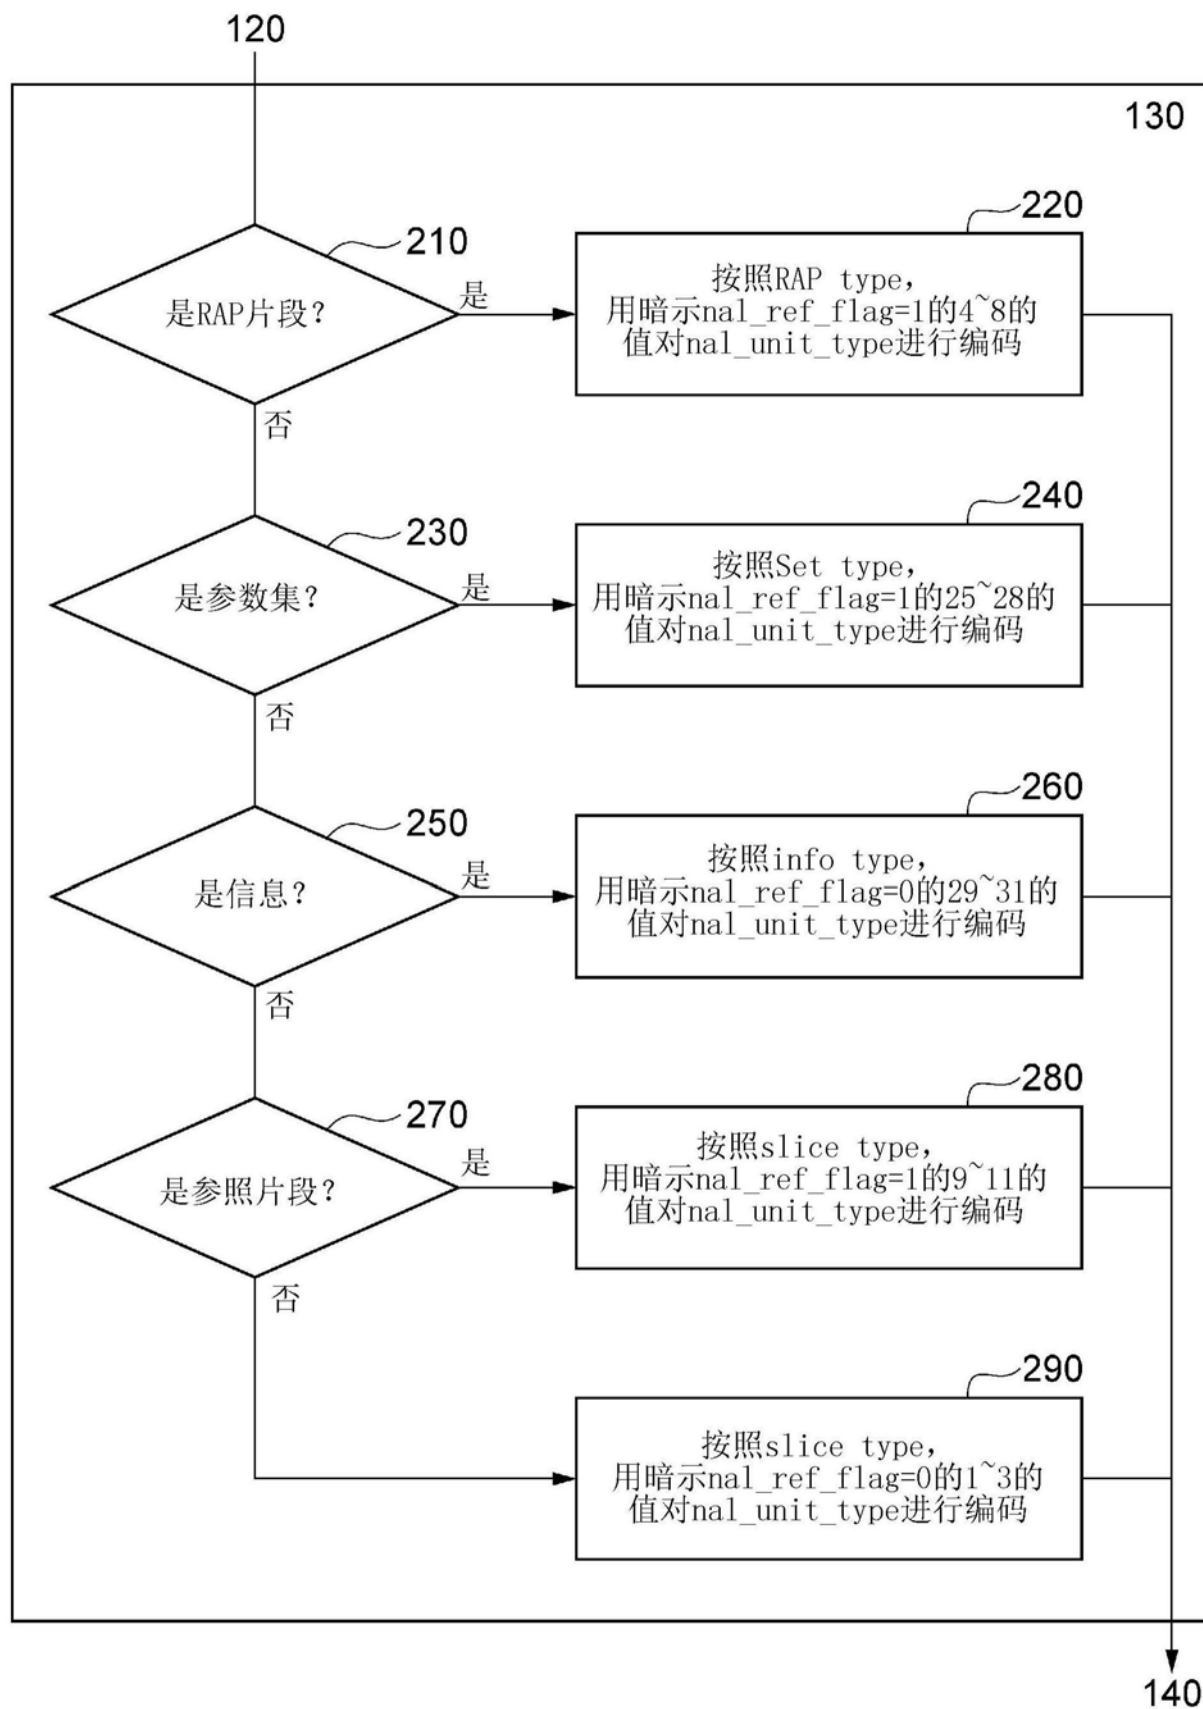 120
130
210
是RAP片段？
是
否
220
按照RAP type，
用暗示nal_ref_flag=1的4~8的
值对nal_unit_type进行编码
230
是参数集？
是
否
240
按照Set type，
用暗示nal_ref_flag=1的25~28的
值对nal_unit_type进行编码
250
是信息？
是
否
260
按照info type，
用暗示nal_ref_flag=0的29~31的
值对nal_unit_type进行编码
270
是参照片段？
是
否
280
按照slice type，
用暗示nal_ref_flag=1的9~11的
值对nal_unit_type进行编码
290
按照slice type，
用暗示nal_ref_flag=0的1~3的
值对nal_unit_type进行编码
140